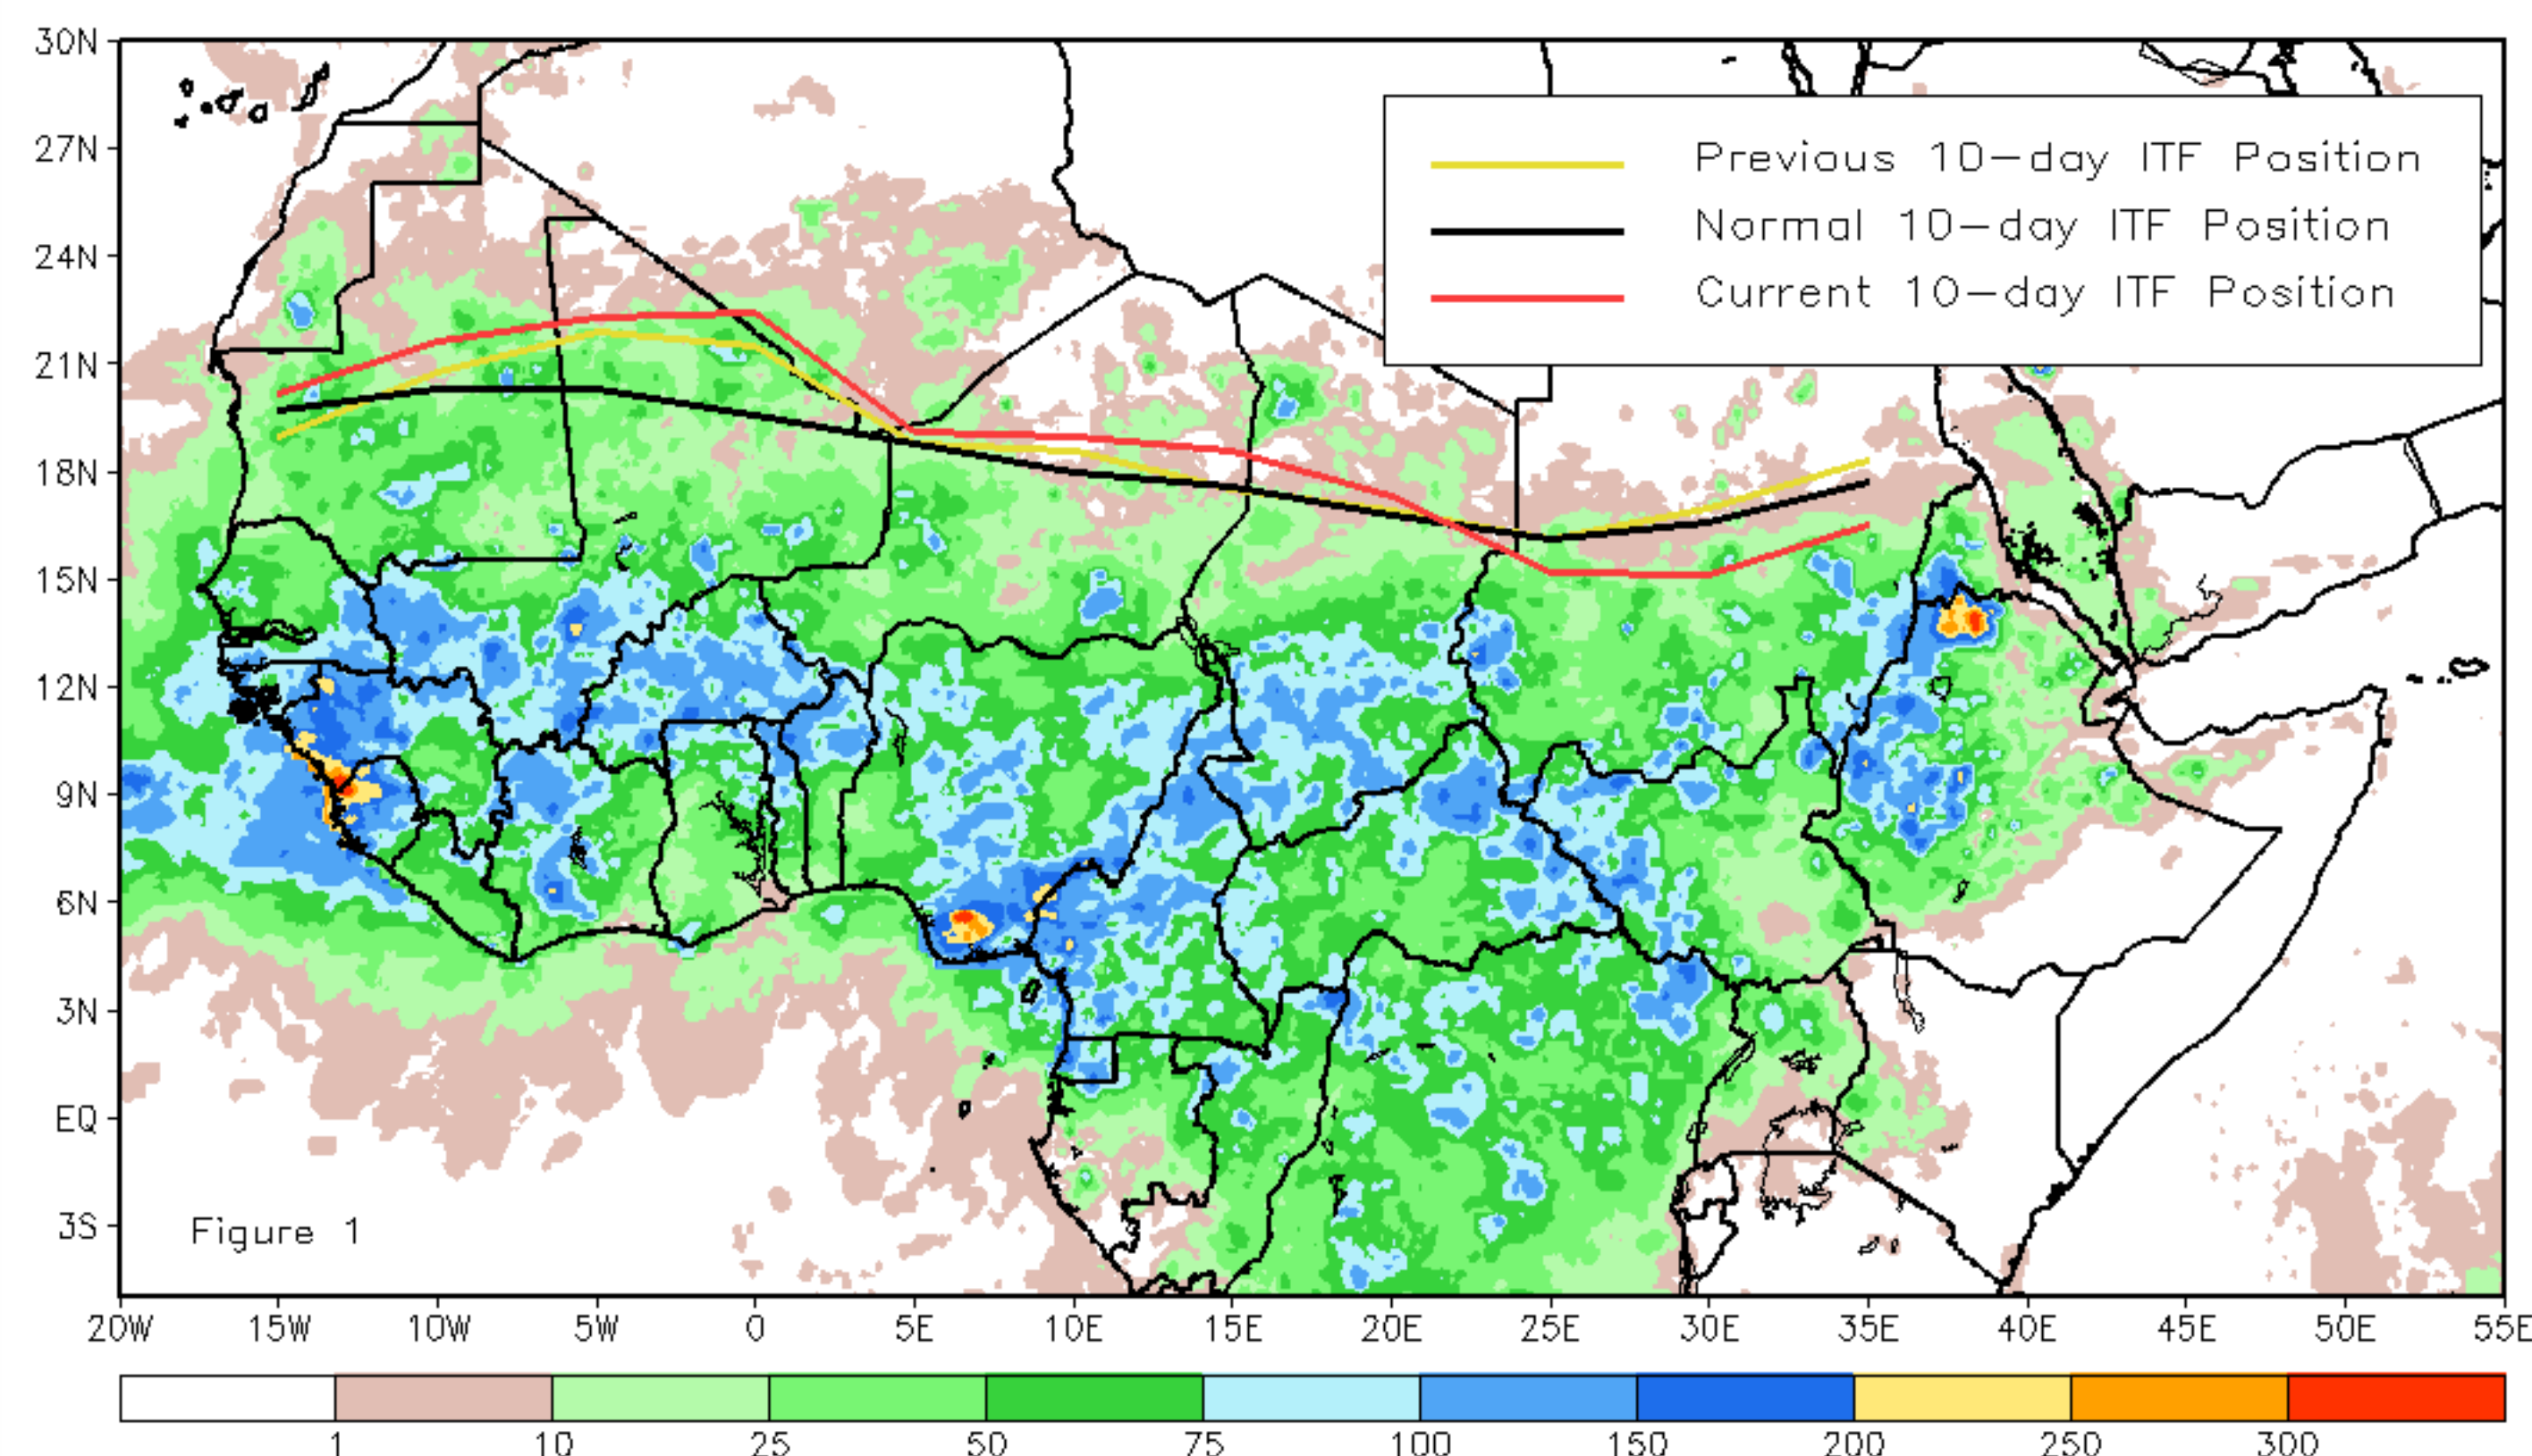 30N
27N
24N
21N
18N
15N
12N
9N
6N
3N
EQ
3S
Previous 10-day ITF Position
Normal 10-day ITF Position
Current 10-day ITF Position
Figure 1
20W 15W 10W 5W 0 5E 10E 15E 20E 25E 30E 35E 40E 45E 50E 55E
1 10 25 50 75 100 150 200 250 300